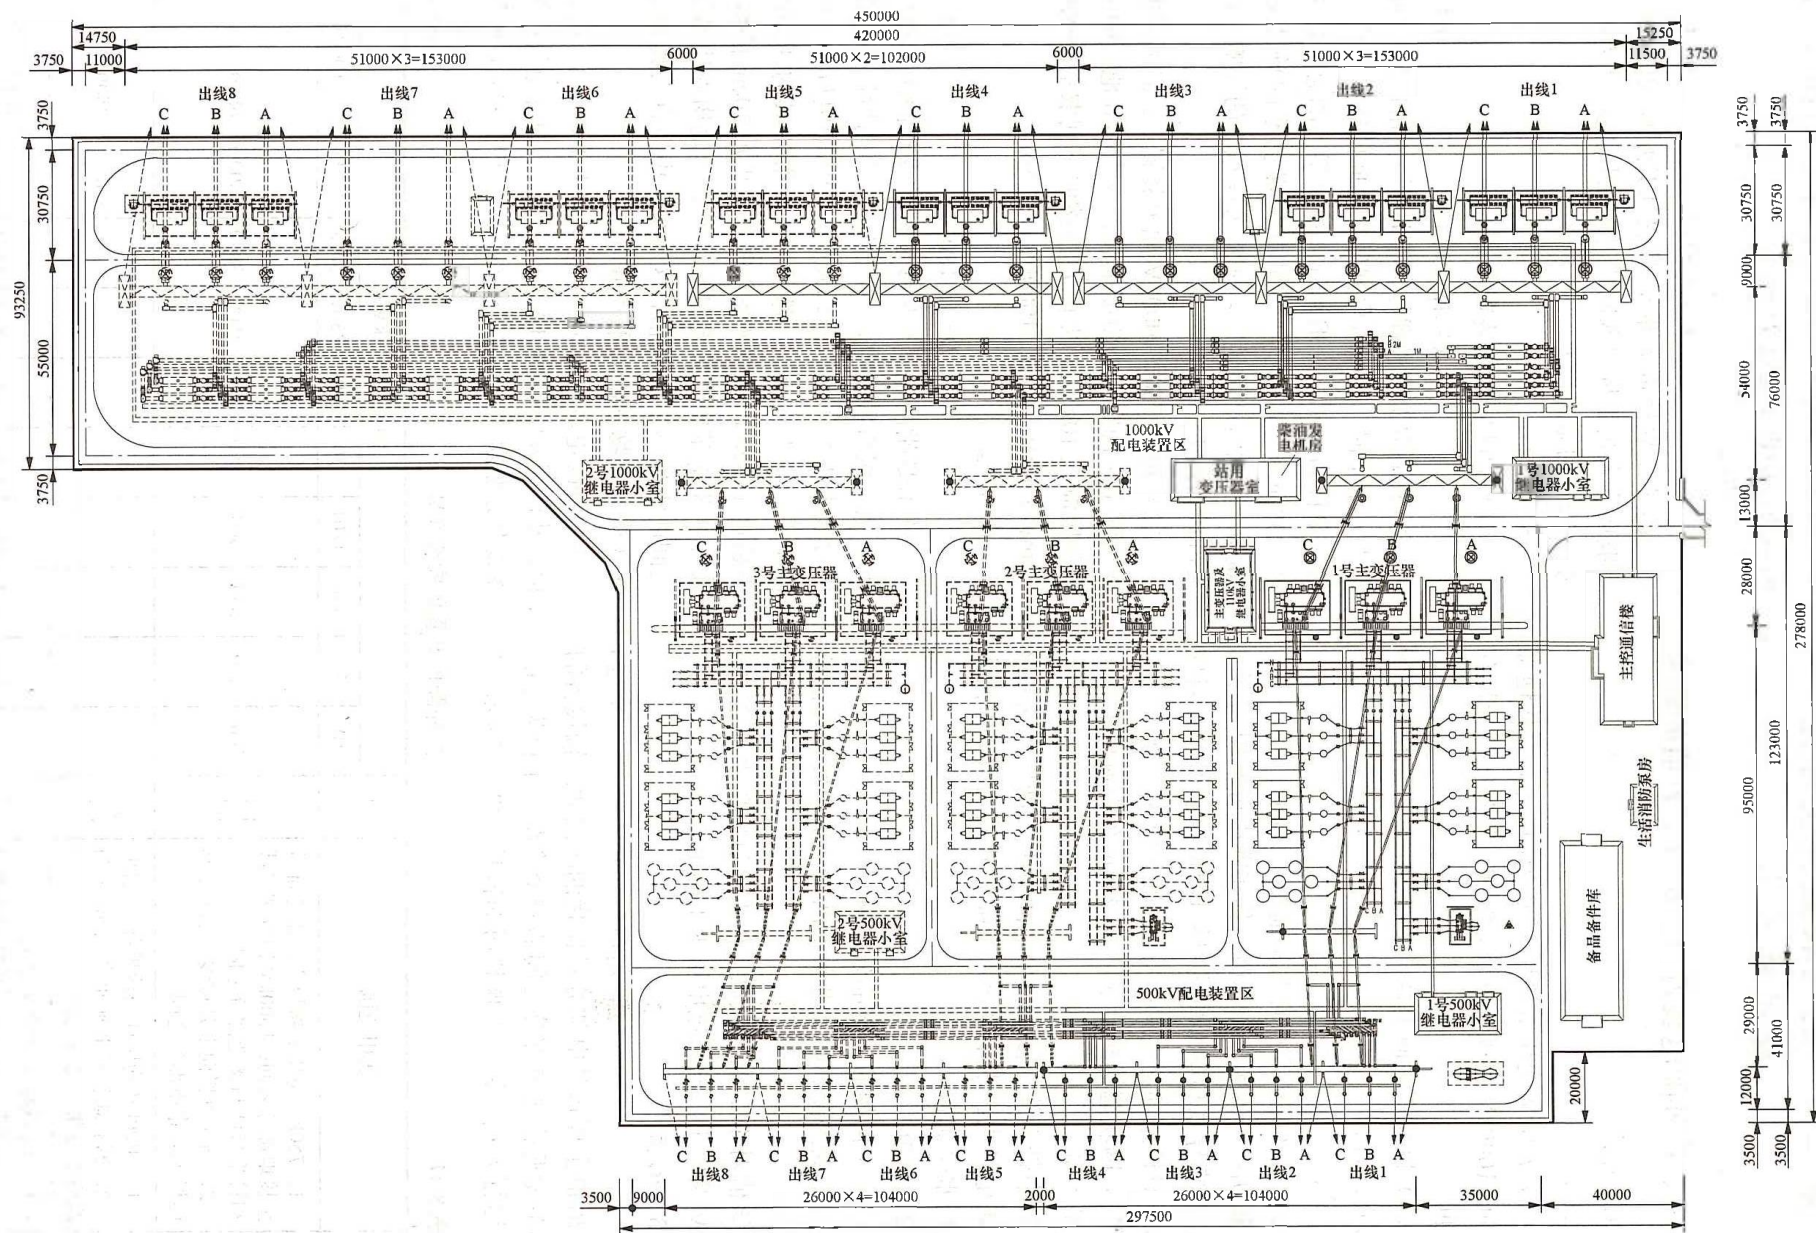 450000
14750
420000
15250
3750
11000
51000×3=153000
6000
51000×2=102000
6000
51000×3=153000
11500
3750
出线8
出线7
出线6
出线5
出线4
出线3
出线2
出线1
C B A
C B A
C B A
C B A
C B A
C B A
C B A
C B A
3750
30750
93250
55000
3750
3750
3750
30750
30750
9000
54000
76000
13000
28000
278000
95000
123000
29000
41000
12000
3500
3500
2M
1M
1000kV
配电装置区
柴油发
电机房
2号1000kV
继电器小室
站用
变压器室
1号1000kV
继电器小室
C B A
C B A
C B A
3号主变压器
2号主变压器
1号主变压器
主变压器及
110kV
继电器小室
主控通信楼
生活消防泵房
备品备件库
2号500kV
继电器小室
C B A
C B A
500kV配电装置区
1号500kV
继电器小室
20000
C B A
C B A
C B A
C B A
C B A
C B A
C B A
C B A
出线8
出线7
出线6
出线5
出线4
出线3
出线2
出线1
3500
9000
26000×4=104000
2000
26000×4=104000
35000
40000
297500